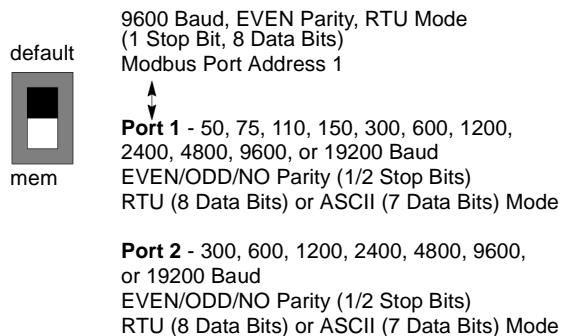 9600 Baud, EVEN Parity, RTU Mode
(1 Stop Bit, 8 Data Bits)
Modbus Port Address 1
default
mem
Port 1 - 50, 75, 110, 150, 300, 600, 1200,
2400, 4800, 9600, or 19200 Baud
EVEN/ODD/NO Parity (1/2 Stop Bits)
RTU (8 Data Bits) or ASCII (7 Data Bits) Mode
Port 2 - 300, 600, 1200, 2400, 4800, 9600,
or 19200 Baud
EVEN/ODD/NO Parity (1/2 Stop Bits)
RTU (8 Data Bits) or ASCII (7 Data Bits) Mode